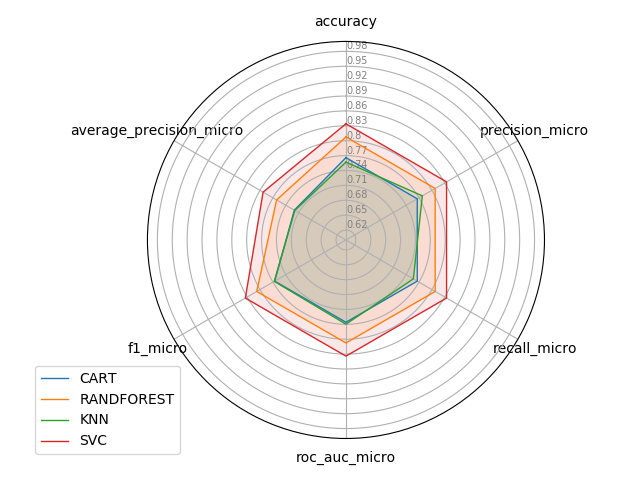 accuracy
0.98
0.95
0.92
0.89
0.86
0.83
0.8
0.77
0.74
0.71
0.68
0.65
0.62
average_precision_micro
precision_micro
f1_micro
recall_micro
roc_auc_micro
CART
RANDFOREST
KNN
SVC